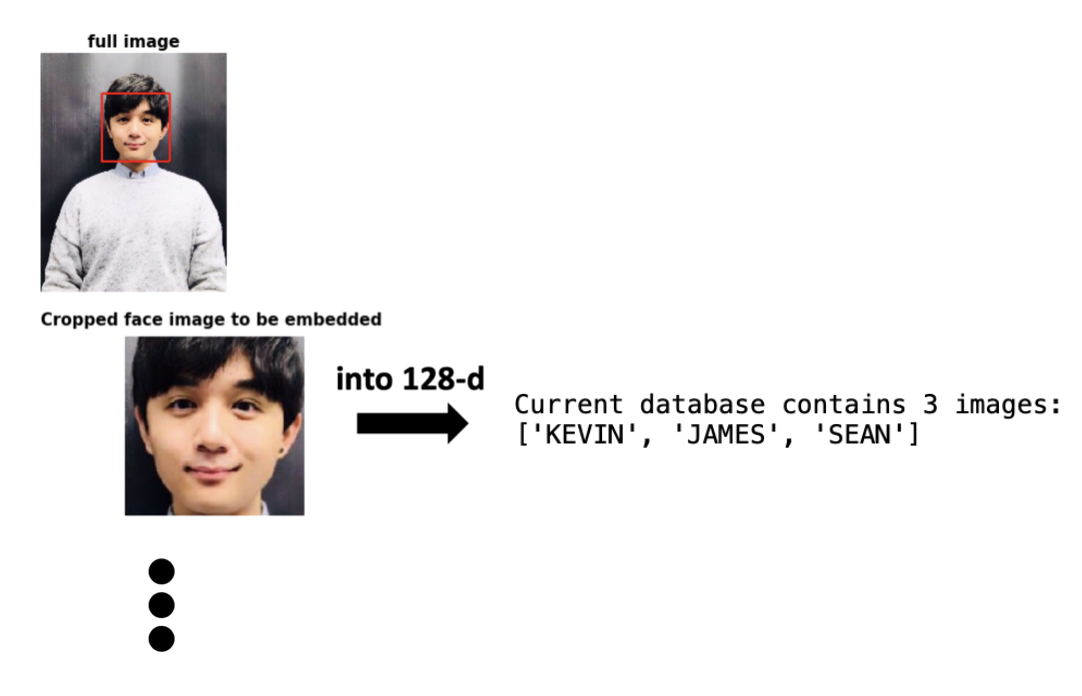 full image
Cropped face image to be embedded
into 128-d
Current database contains 3 images:
['KEVIN', 'JAMES', 'SEAN']